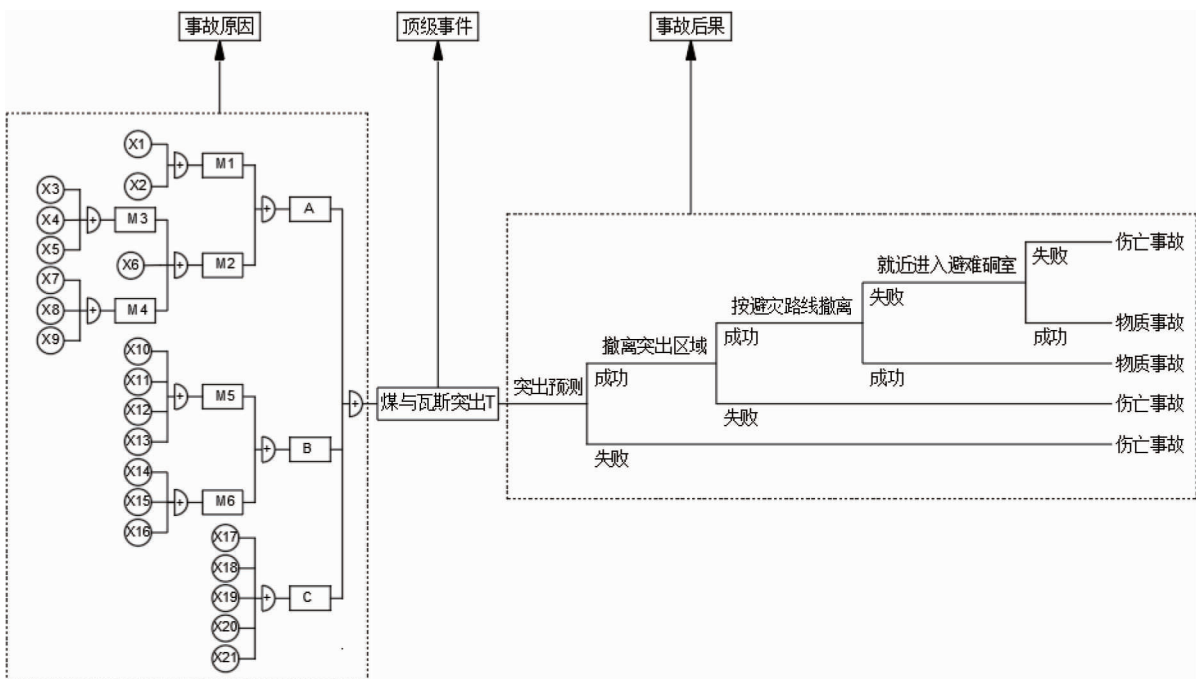 事故原因
顶级事件
事故后果
X1
+
M1
X2
X3
X4
+
M3
X5
+
A
X6
+
M2
X7
X8
+
M4
X9
X10
X11
+
M5
X12
X13
+
B
X14
X15
+
M6
X16
X17
X18
X19
+
C
X20
X21
+
煤与瓦斯突出T
突出预测
成功
失败
撤离突出区域
成功
失败
按避灾路线撤离
失败
成功
就近进入避难硐室
失败
成功
伤亡事故
物质事故
物质事故
伤亡事故
伤亡事故